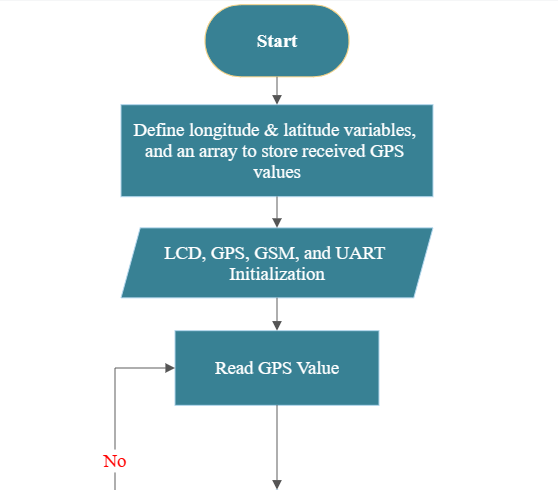 Start
Define longitude & latitude variables,
and an array to store received GPS
values
LCD, GPS, GSM, and UART
Initialization
Read GPS Value
No